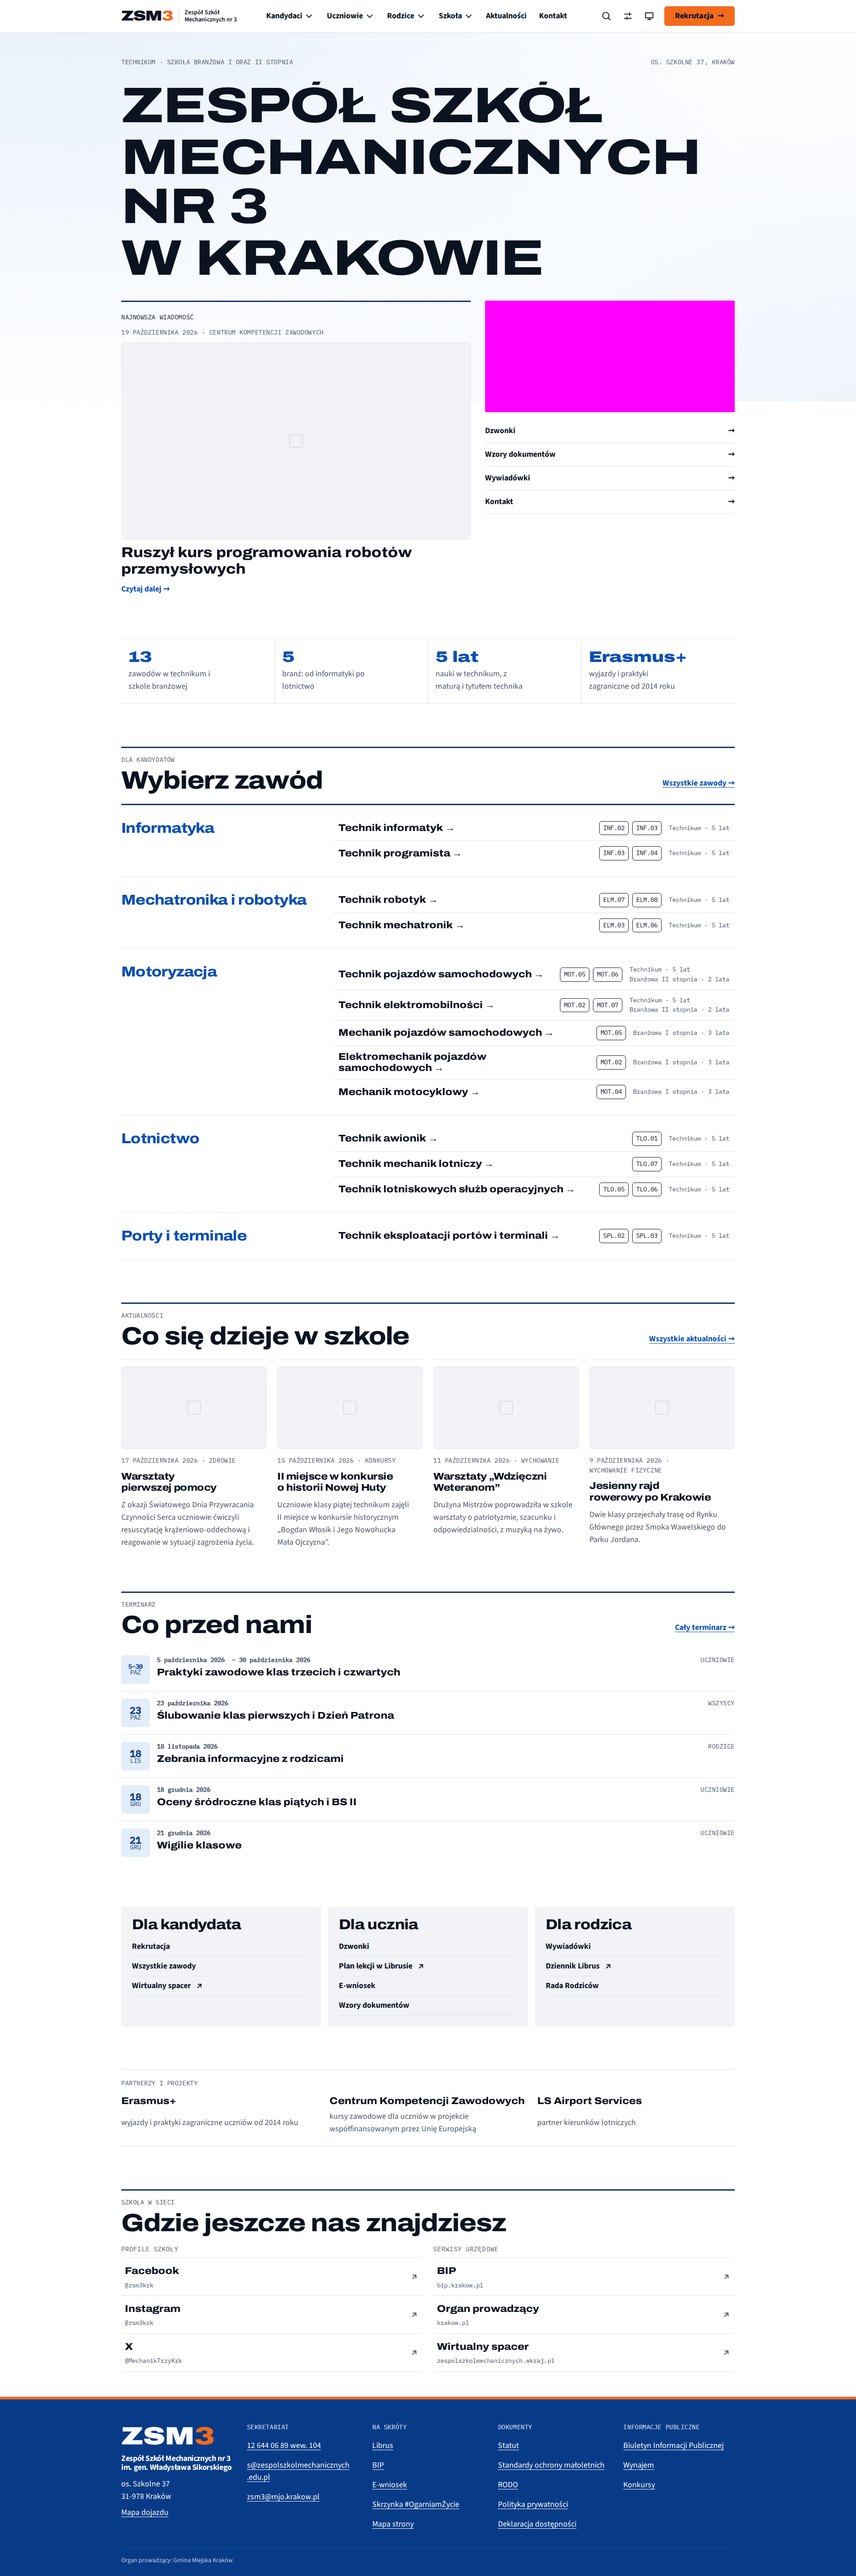 ZSM3
Zespół Szkół
Mechanicznych nr 3
Kandydaci
Uczniowie
Rodzice
Szkoła
Aktualności
Kontakt
Rekrutacja →
TECHNIKUM · SZKOŁA BRANŻOWA I ORAZ II STOPNIA
OS. SZKOLNE 37, KRAKÓW
ZESPÓŁ SZKÓŁ
MECHANICZNYCH
NR 3
W KRAKOWIE
NAJNOWSZA WIADOMOŚĆ
19 PAŹDZIERNIKA 2026 · CENTRUM KOMPETENCJI ZAWODOWYCH
Ruszył kurs programowania robotów
przemysłowych
Czytaj dalej →
Dzwonki →
Wzory dokumentów →
Wywiadówki →
Kontakt →
13
zawodów w technikum i
szkole branżowej
5
branż: od informatyki po
lotnictwo
5 lat
nauki w technikum, z
maturą i tytułem technika
Erasmus+
wyjazdy i praktyki
zagraniczne od 2014 roku
DLA KANDYDATÓW
Wybierz zawód
Wszystkie zawody →
Informatyka
Technik informatyk → INF.02 INF.03 Technikum · 5 lat
Technik programista → INF.03 INF.04 Technikum · 5 lat
Mechatronika i robotyka
Technik robotyk → ELM.07 ELM.08 Technikum · 5 lat
Technik mechatronik → ELM.03 ELM.06 Technikum · 5 lat
Motoryzacja
Technik pojazdów samochodowych → MOT.05 MOT.06 Technikum · 5 lat
Branżowa II stopnia · 2 lata
Technik elektromobilności → MOT.02 MOT.07 Technikum · 5 lat
Branżowa II stopnia · 2 lata
Mechanik pojazdów samochodowych → MOT.05 Branżowa I stopnia · 3 lata
Elektromechanik pojazdów
samochodowych → MOT.02 Branżowa I stopnia · 3 lata
Mechanik motocyklowy → MOT.04 Branżowa I stopnia · 3 lata
Lotnictwo
Technik awionik → TLO.01 Technikum · 5 lat
Technik mechanik lotniczy → TLO.07 Technikum · 5 lat
Technik lotniskowych służb operacyjnych → TLO.05 TLO.06 Technikum · 5 lat
Porty i terminale
Technik eksploatacji portów i terminali → SPL.02 SPL.03 Technikum · 5 lat
AKTUALNOŚCI
Co się dzieje w szkole
Wszystkie aktualności →
17 PAŹDZIERNIKA 2026 · ZDROWIE
Warsztaty
pierwszej pomocy
Z okazji Światowego Dnia Przywracania
Czynności Serca uczniowie ćwiczyli
resuscytację krążeniowo-oddechową i
reagowanie w sytuacji zagrożenia życia.
15 PAŹDZIERNIKA 2026 · KONKURSY
II miejsce w konkursie
o historii Nowej Huty
Uczniowie klasy piątej technikum zajęli
II miejsce w konkursie historycznym
„Bogdan Włosik i Jego Nowohucka
Mała Ojczyzna”.
11 PAŹDZIERNIKA 2026 · WYCHOWANIE
Warsztaty „Wdzięczni
Weteranom”
Drużyna Mistrzów poprowadziła w szkole
warsztaty o patriotyzmie, szacunku i
odpowiedzialności, z muzyką na żywo.
9 PAŹDZIERNIKA 2026 ·
WYCHOWANIE FIZYCZNE
Jesienny rajd
rowerowy po Krakowie
Dwie klasy przejechały trasę od Rynku
Głównego przez Smoka Wawelskiego do
Parku Jordana.
TERMINARZ
Co przed nami
Cały terminarz →
5–30
PAŹ
5 października 2026 – 30 października 2026
Praktyki zawodowe klas trzecich i czwartych
UCZNIOWIE
23
PAŹ
23 października 2026
Ślubowanie klas pierwszych i Dzień Patrona
WSZYSCY
18
LIS
18 listopada 2026
Zebrania informacyjne z rodzicami
RODZICE
18
GRU
18 grudnia 2026
Oceny śródroczne klas piątych i BS II
UCZNIOWIE
21
GRU
21 grudnia 2026
Wigilie klasowe
UCZNIOWIE
Dla kandydata
Rekrutacja
Wszystkie zawody
Wirtualny spacer ↗
Dla ucznia
Dzwonki
Plan lekcji w Librusie ↗
E-wniosek
Wzory dokumentów
Dla rodzica
Wywiadówki
Dziennik Librus ↗
Rada Rodziców
PARTNERZY I PROJEKTY
Erasmus+
wyjazdy i praktyki zagraniczne uczniów od 2014 roku
Centrum Kompetencji Zawodowych
kursy zawodowe dla uczniów w projekcie
współfinansowanym przez Unię Europejską
LS Airport Services
partner kierunków lotniczych
SZKOŁA W SIECI
Gdzie jeszcze nas znajdziesz
PROFILE SZKOŁY
Facebook ↗
@zsm3krk
Instagram ↗
@zsm3krk
X ↗
@MechanikTrzyKrk
SERWISY URZĘDOWE
BIP ↗
bip.krakow.pl
Organ prowadzący ↗
krakow.pl
Wirtualny spacer ↗
zespolszkolmechanicznych.wkraj.pl
ZSM3
Zespół Szkół Mechanicznych nr 3
im. gen. Władysława Sikorskiego
os. Szkolne 37
31-978 Kraków
Mapa dojazdu
SEKRETARIAT
12 644 06 89 wew. 104
s@zespolszkolmechanicznych
.edu.pl
zsm3@mjo.krakow.pl
NA SKRÓTY
Librus
BIP
E-wniosek
Skrzynka #OgarniamŻycie
Mapa strony
DOKUMENTY
Statut
Standardy ochrony małoletnich
RODO
Polityka prywatności
Deklaracja dostępności
INFORMACJE PUBLICZNE
Biuletyn Informacji Publicznej
Wynajem
Konkursy
Organ prowadzący: Gmina Miejska Kraków